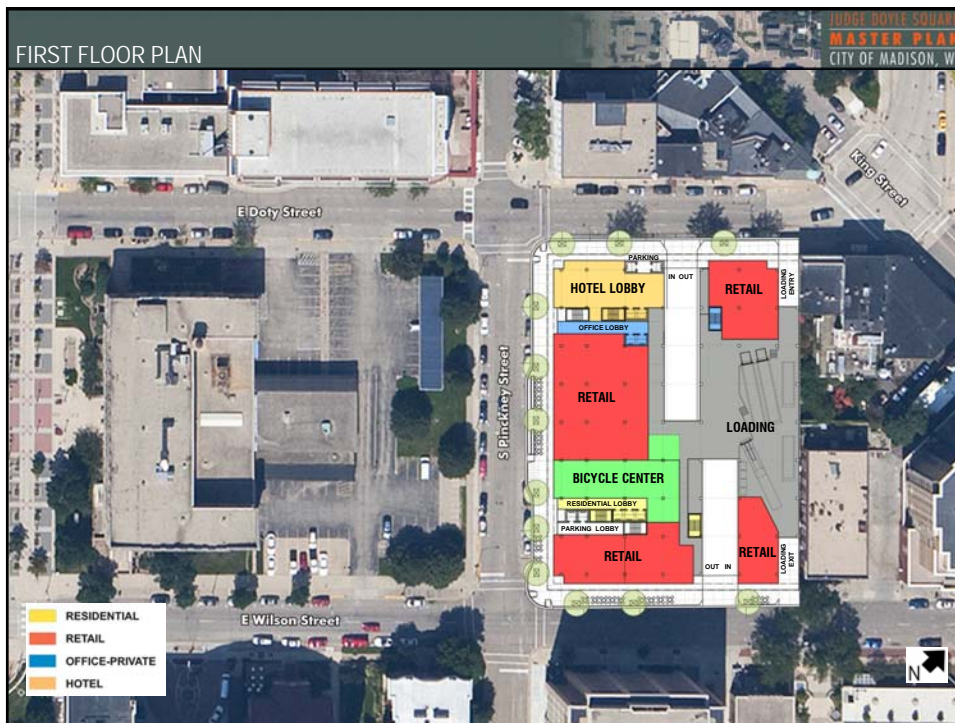 FIRST FLOOR PLAN
JUDGE DOYLE SQUARE
MASTER PLAN
CITY OF MADISON, W
King Street
E Doty Street
PARKING
IN OUT
HOTEL LOBBY
RETAIL
LOADING
ENTRY
OFFICE LOBBY
S Pinckney Street
RETAIL
LOADING
BICYCLE CENTER
RESIDENTIAL LOBBY
PARKING LOBBY
RETAIL
RETAIL
OUT IN
LOADING
EXIT
E Wilson Street
RESIDENTIAL
RETAIL
OFFICE-PRIVATE
HOTEL
N